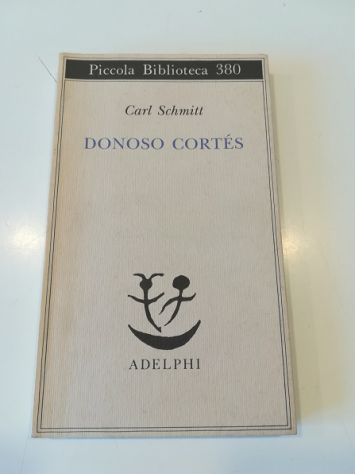 Piccola Biblioteca 380
Carl Schmitt
DONOSO CORTÉS
ADELPHI